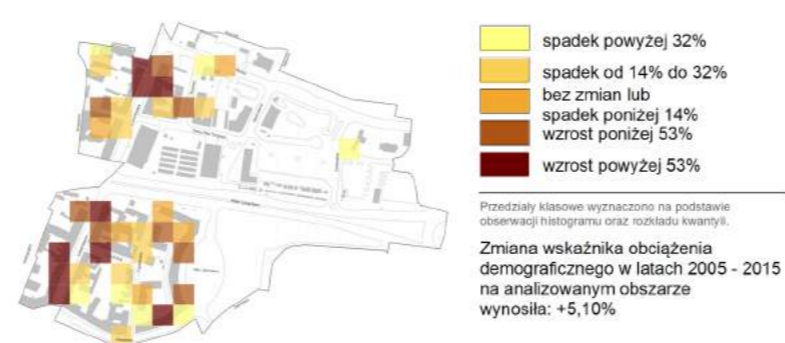 spadek powyżej 32%
spadek od 14% do 32%
bez zmian lub
spadek poniżej 14%
wzrost poniżej 53%
wzrost powyżej 53%
Przedziały klasowe wyznaczono na podstawie
obserwacji histogramu oraz rozkładu kwantyli.
Zmiana wskaźnika obciążenia
demograficznego w latach 2005 - 2015
na analizowanym obszarze
wynosiła: +5,10%